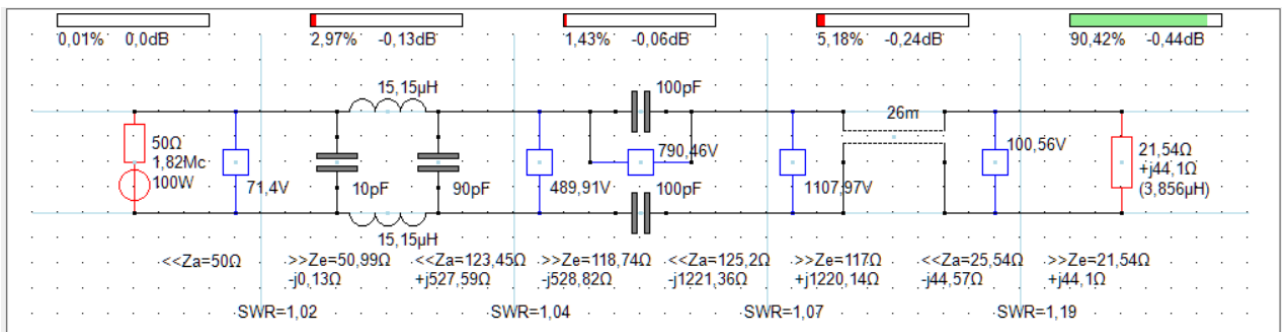 0,01% 0,0dB
2,97% -0,13dB
1,43% -0,06dB
5,18% -0,24dB
90,42% -0,44dB
15,15µH
100pF
26m
50Ω
1,82Mc
100W
71,4V
10pF
90pF
489,91V
790,46V
100pF
1107,97V
100,56V
21,54Ω
+j44,1Ω
(3,856µH)
15,15µH
<<Za=50Ω
>>Ze=50,99Ω
-j0,13Ω
<<Za=123,45Ω
+j527,59Ω
>>Ze=118,74Ω
-j528,82Ω
<<Za=125,2Ω
-j1221,36Ω
>>Ze=117Ω
+j1220,14Ω
<<Za=25,54Ω
-j44,57Ω
>>Ze=21,54Ω
+j44,1Ω
SWR=1,02
SWR=1,04
SWR=1,07
SWR=1,19